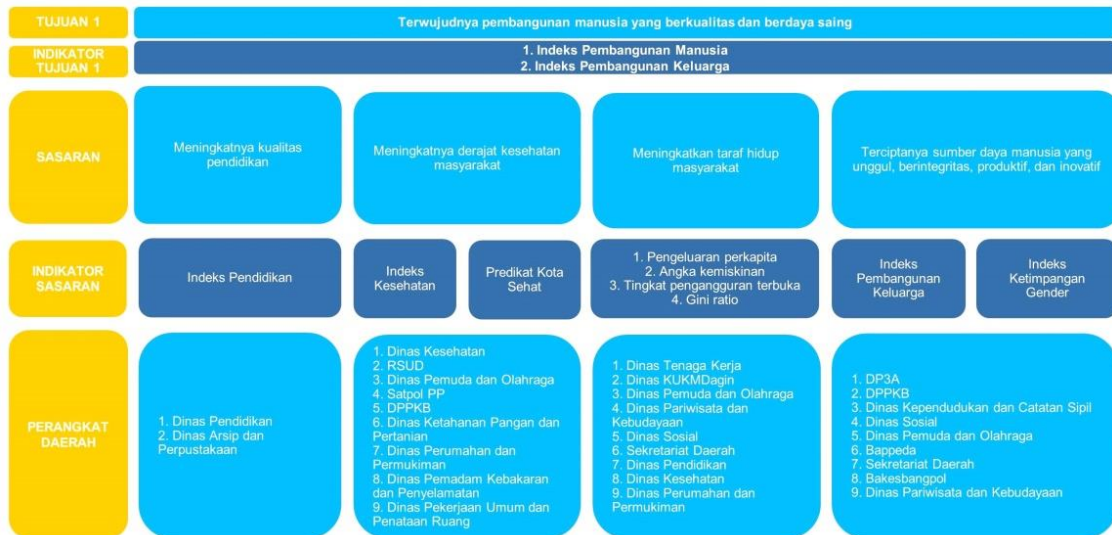 TUJUAN 1
Terwujudnya pembangunan manusia yang berkualitas dan berdaya saing
INDIKATOR
TUJUAN 1
1. Indeks Pembangunan Manusia
2. Indeks Pembangunan Keluarga
SASARAN
Meningkatnya kualitas
pendidikan
Meningkatnya derajat kesehatan
masyarakat
Meningkatkan taraf hidup
masyarakat
Terciptanya sumber daya manusia yang
unggul, berintegritas, produktif, dan inovatif
INDIKATOR
SASARAN
Indeks Pendidikan
Indeks
Kesehatan
Predikat Kota
Sehat
1. Pengeluaran perkapita
2. Angka kemiskinan
3. Tingkat pengangguran terbuka
4. Gini ratio
Indeks
Pembangunan
Keluarga
Indeks
Ketimpangan
Gender
PERANGKAT
DAERAH
1. Dinas Pendidikan
2. Dinas Arsip dan
Perpustakaan
1. Dinas Kesehatan
2. RSUD
3. Dinas Pemuda dan Olahraga
4. Satpol PP
5. DPPKB
6. Dinas Ketahanan Pangan dan
Pertanian
7. Dinas Perumahan dan
Permukiman
8. Dinas Pemadam Kebakaran
dan Penyelamatan
9. Dinas Pekerjaan Umum dan
Penataan Ruang
1. Dinas Tenaga Kerja
2. Dinas KUKMDagin
3. Dinas Pemuda dan Olahraga
4. Dinas Pariwisata dan
Kebudayaan
5. Dinas Sosial
6. Sekretariat Daerah
7. Dinas Pendidikan
8. Dinas Kesehatan
9. Dinas Perumahan dan
Permukiman
1. DP3A
2. DPPKB
3. Dinas Kependudukan dan Catatan Sipil
4. Dinas Sosial
5. Dinas Pemuda dan Olahraga
6. Bappeda
7. Sekretariat Daerah
8. Bakesbangpol
9. Dinas Pariwisata dan Kebudayaan